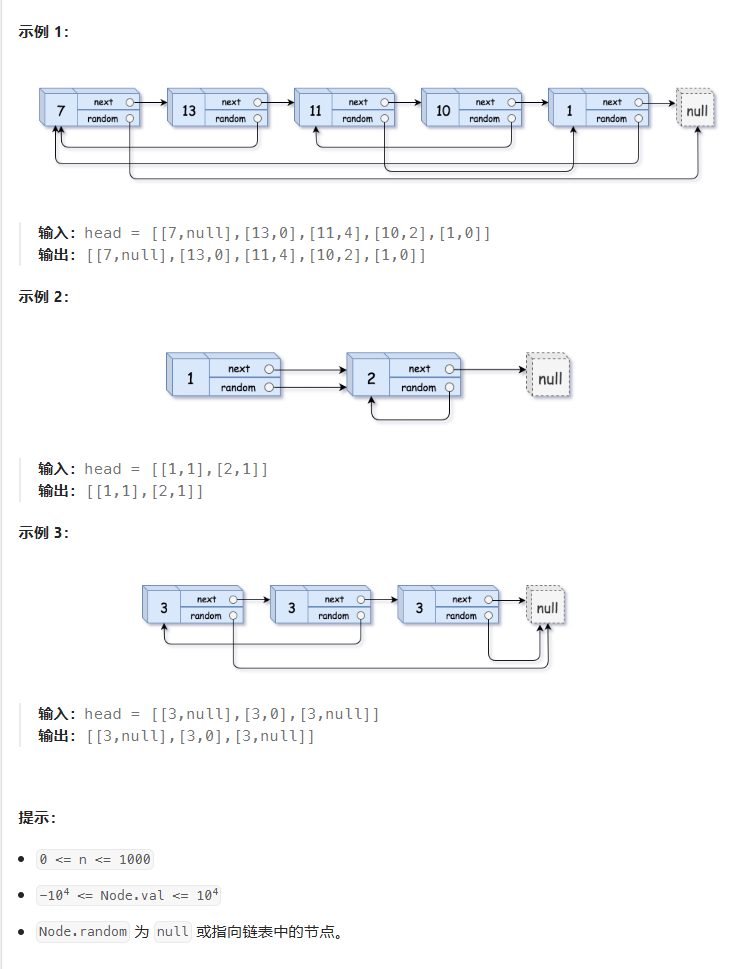 示例 1：
7 next random 13 next random 11 next random 10 next random 1 next random null
输入：head = [[7,null],[13,0],[11,4],[10,2],[1,0]]
输出：[[7,null],[13,0],[11,4],[10,2],[1,0]]
示例 2：
1 next random 2 next random null
输入：head = [[1,1],[2,1]]
输出：[[1,1],[2,1]]
示例 3：
3 next random 3 next random 3 next random null
输入：head = [[3,null],[3,0],[3,null]]
输出：[[3,null],[3,0],[3,null]]
提示：
0 <= n <= 1000
-10⁴ <= Node.val <= 10⁴
Node.random 为 null 或指向链表中的节点。